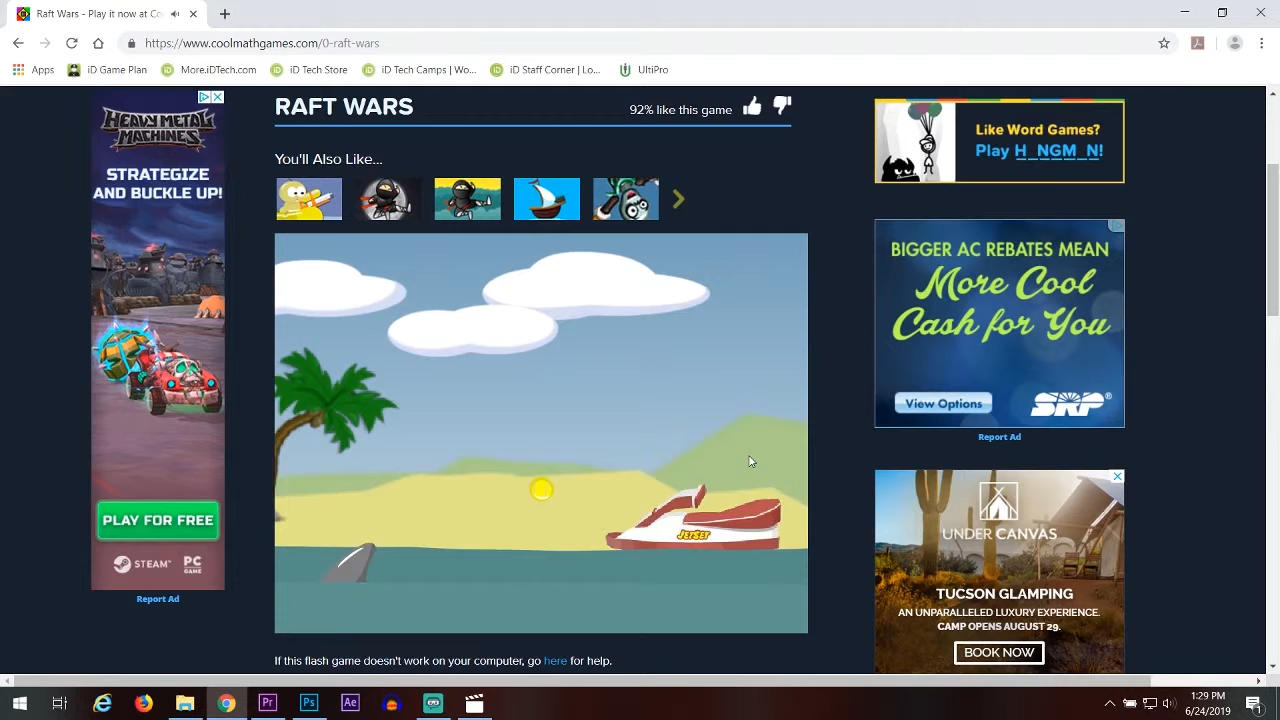 Raft Wars - Play it now at Co
https://www.coolmathgames.com/0-raft-wars
Apps
iD Game Plan
More.iDTech.com
iD Tech Store
iD Tech Camps | Wo...
iD Staff Corner | Lo...
UltiPro
HEAVY METAL
MACHINES
STRATEGIZE
AND BUCKLE UP!
PLAY FOR FREE
STEAM™
PC
GAME
Report Ad
RAFT WARS
92% like this game
You'll Also Like...
JETSET
If this flash game doesn't work on your computer, go here for help.
Like Word Games?
Play H_NGM_N!
BIGGER AC REBATES MEAN
More Cool
Cash for You
View Options
SRP®
Report Ad
UNDER CANVAS
TUCSON GLAMPING
AN UNPARALLELED LUXURY EXPERIENCE.
CAMP OPENS AUGUST 29.
BOOK NOW
Pr
Ps
Ae
1:29 PM
6/24/2019